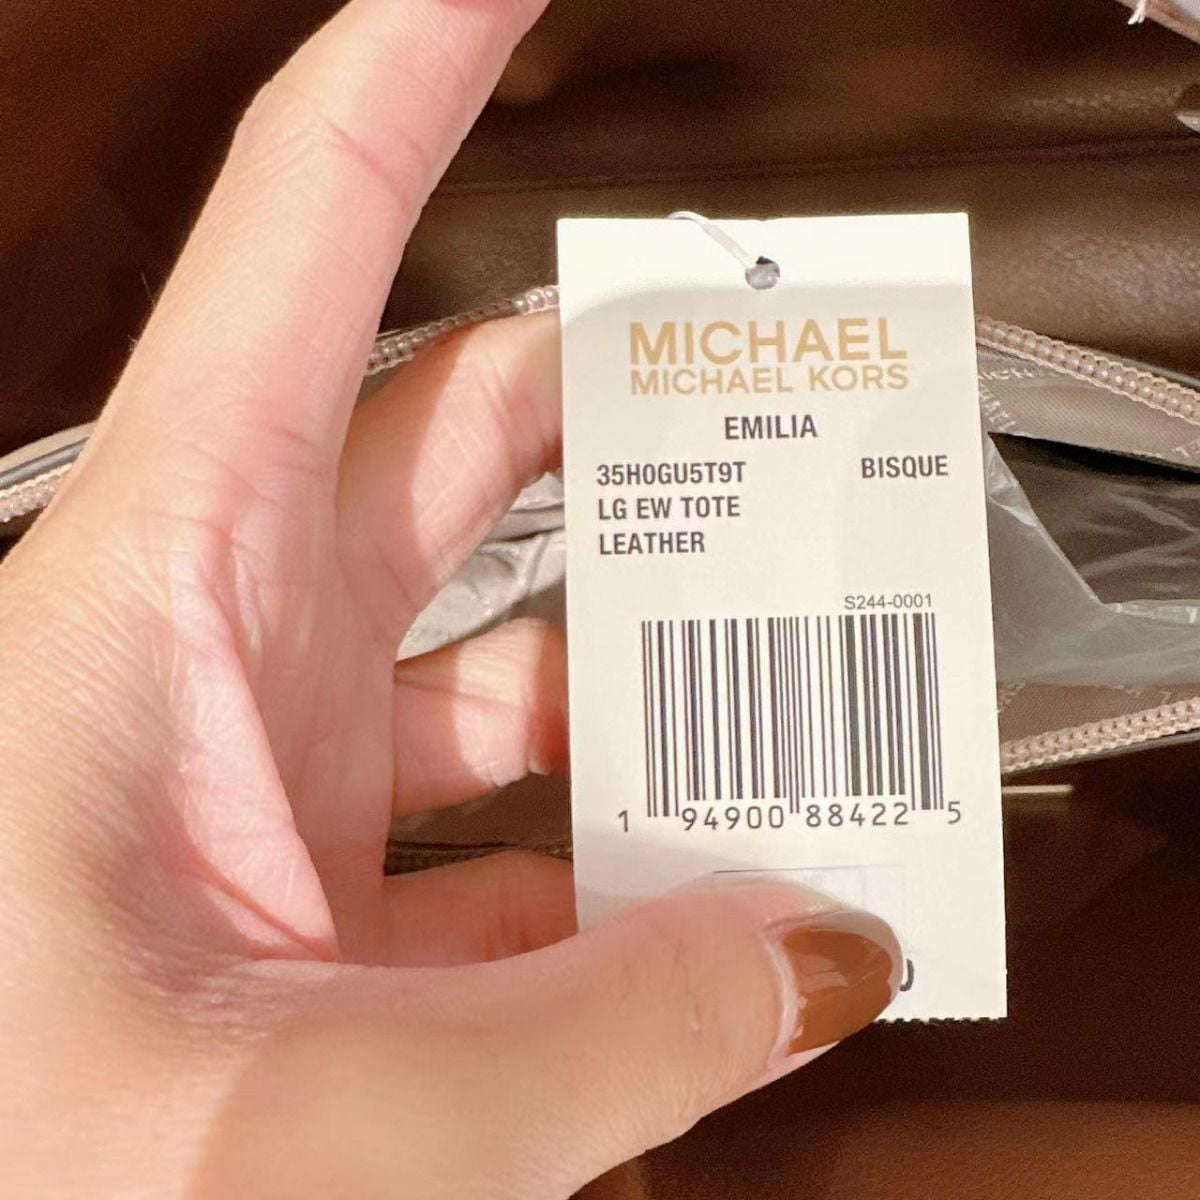 MICHAEL
MICHAEL KORS
EMILIA
35H0GU5T9T BISQUE
LG EW TOTE
LEATHER
S244-0001
1 94900 88422 5